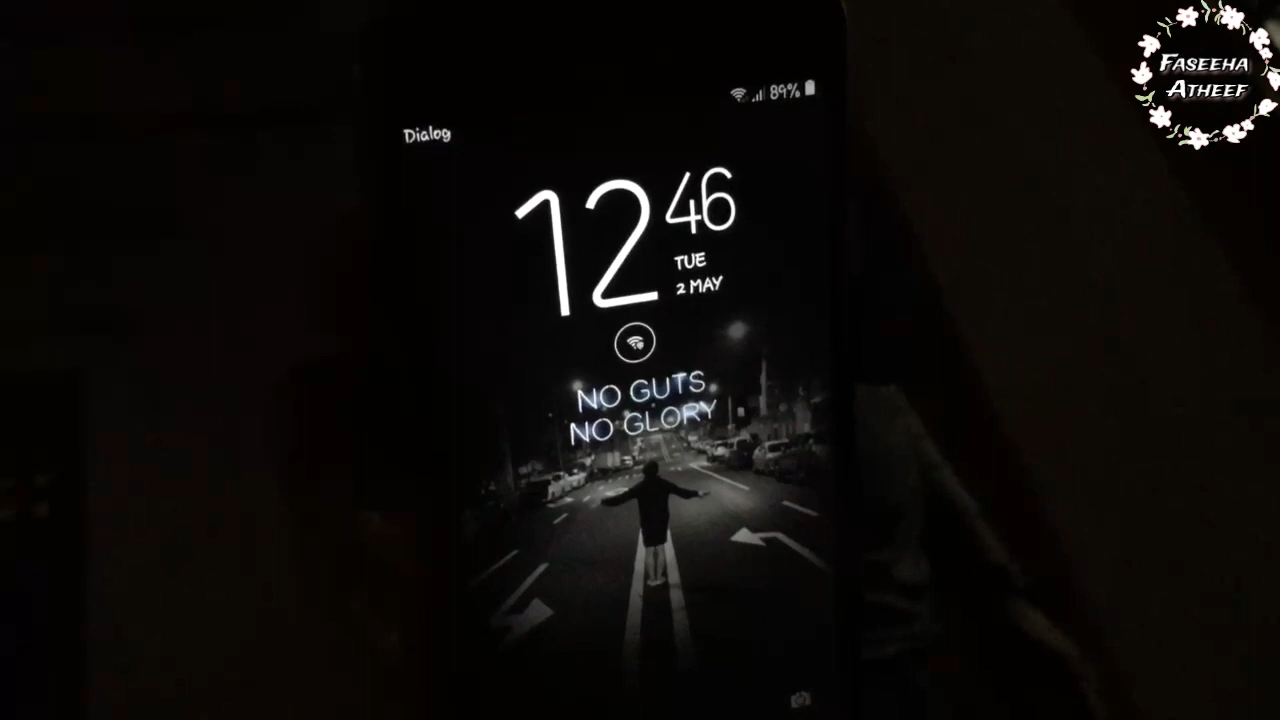 89%
Dialog
12 46
TUE
2 MAY
NO GUTS
NO GLORY
FASEEHA
ATHEEF